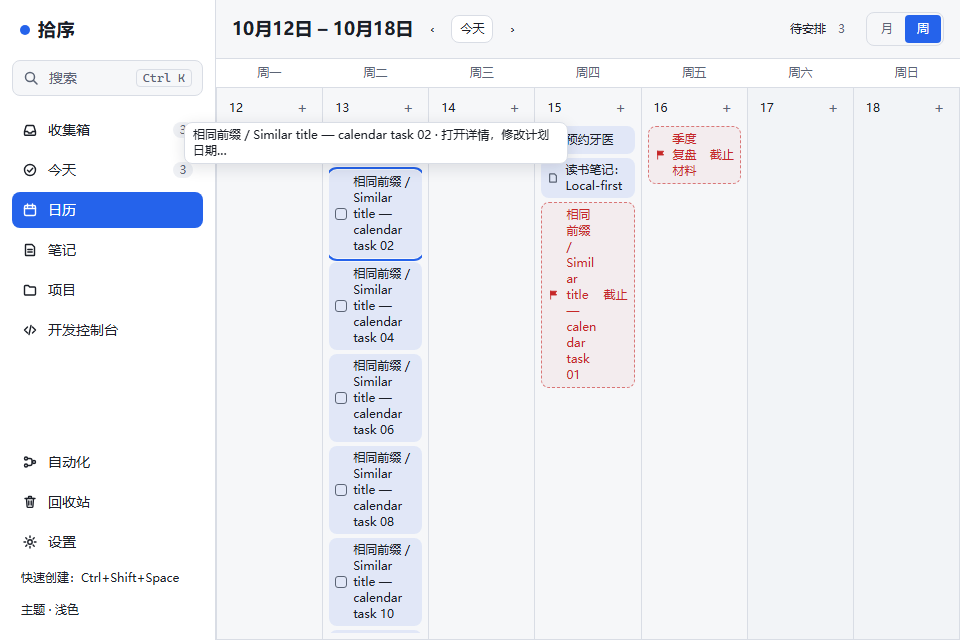 拾序
搜索 Ctrl K
收集箱 3
今天 3
日历
笔记
项目
开发控制台
自动化
回收站
设置
快速创建：Ctrl+Shift+Space
主题 · 浅色
10月12日 – 10月18日 ‹ 今天 › 待安排 3 月 周
周一 周二 周三 周四 周五 周六 周日
12 + 13 + 14 + 15 + 16 + 17 + 18 +
相同前缀 / Similar title — calendar task 02 · 打开详情，修改计划
日期...
相同前缀 /
Similar
title —
calendar
task 02
相同前缀 /
Similar
title —
calendar
task 04
相同前缀 /
Similar
title —
calendar
task 06
相同前缀 /
Similar
title —
calendar
task 08
相同前缀 /
Similar
title —
calendar
task 10
预约牙医
读书笔记：
Local-first
相同
前缀
/
Simil
ar
title 截止
—
calen
dar
task
01
季度
复盘 截止
材料